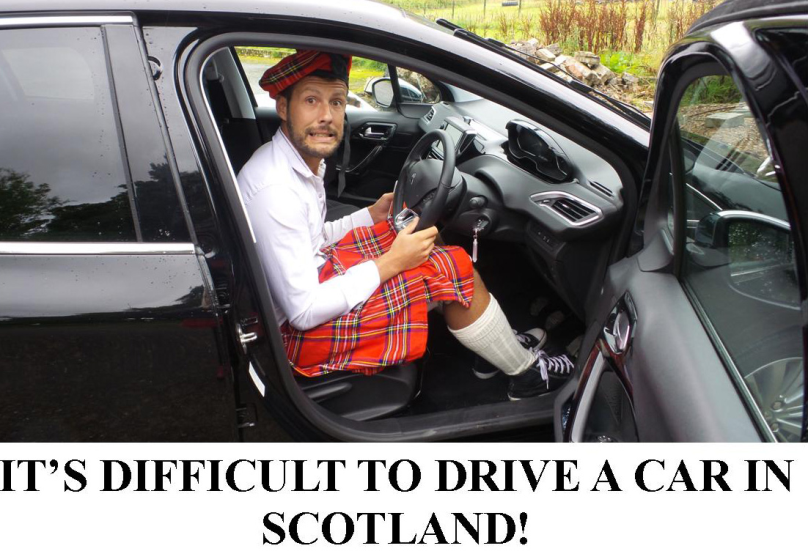 IT’S DIFFICULT TO DRIVE A CAR IN
SCOTLAND!